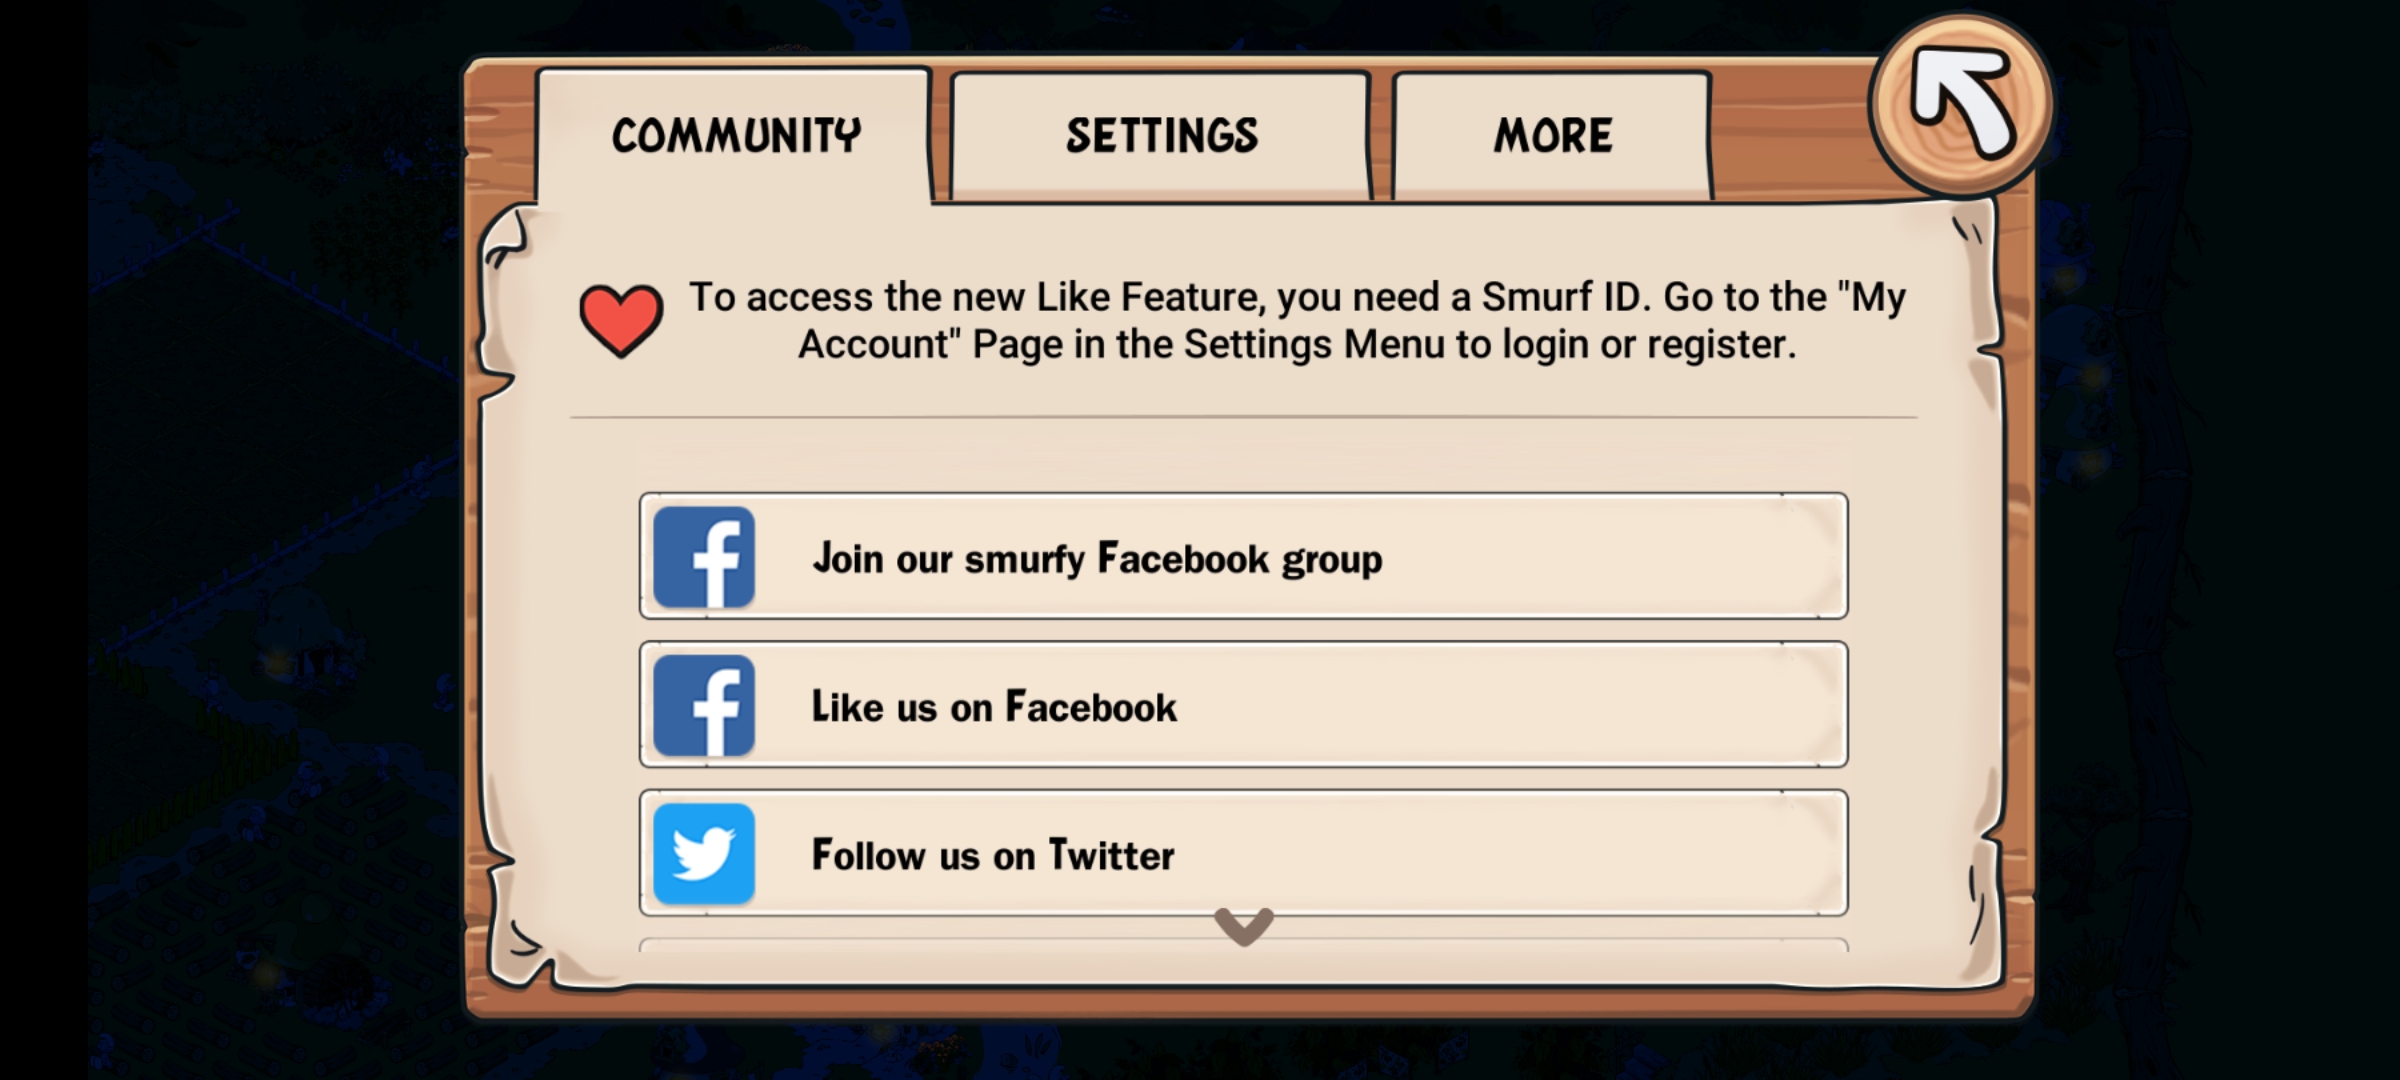 COMMUNITY
SETTINGS
MORE
To access the new Like Feature, you need a Smurf ID. Go to the "My
Account" Page in the Settings Menu to login or register.
Join our smurfy Facebook group
Like us on Facebook
Follow us on Twitter